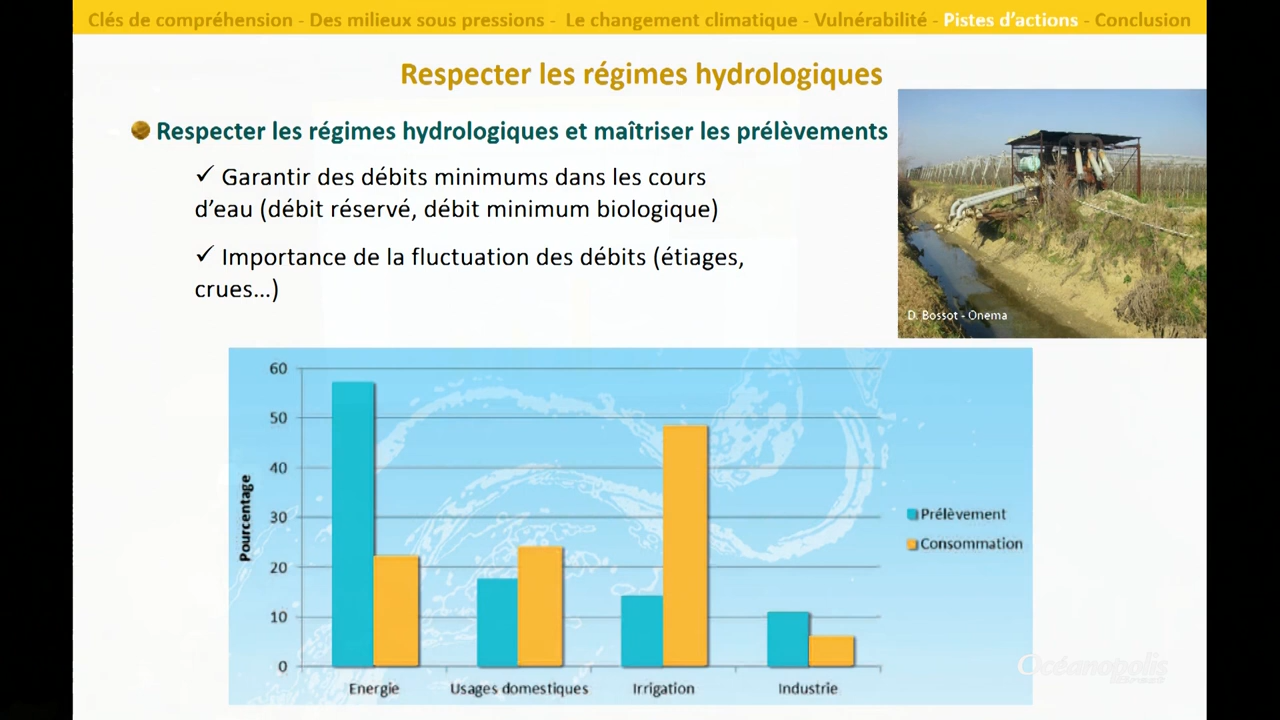 Clés de compréhension - Des milieux sous pressions - Le changement climatique - Vulnérabilité - Pistes d'actions - Conclusion
Respecter les régimes hydrologiques
Respecter les régimes hydrologiques et maîtriser les prélèvements
✓ Garantir des débits minimums dans les cours
d'eau (débit réservé, débit minimum biologique)
✓ Importance de la fluctuation des débits (étiages,
crues...)
D. Bossot - Onema
60
50
40
30
20
10
0
Pourcentage
Energie
Usages domestiques
Irrigation
Industrie
Prélèvement
Consommation
Océanopolis